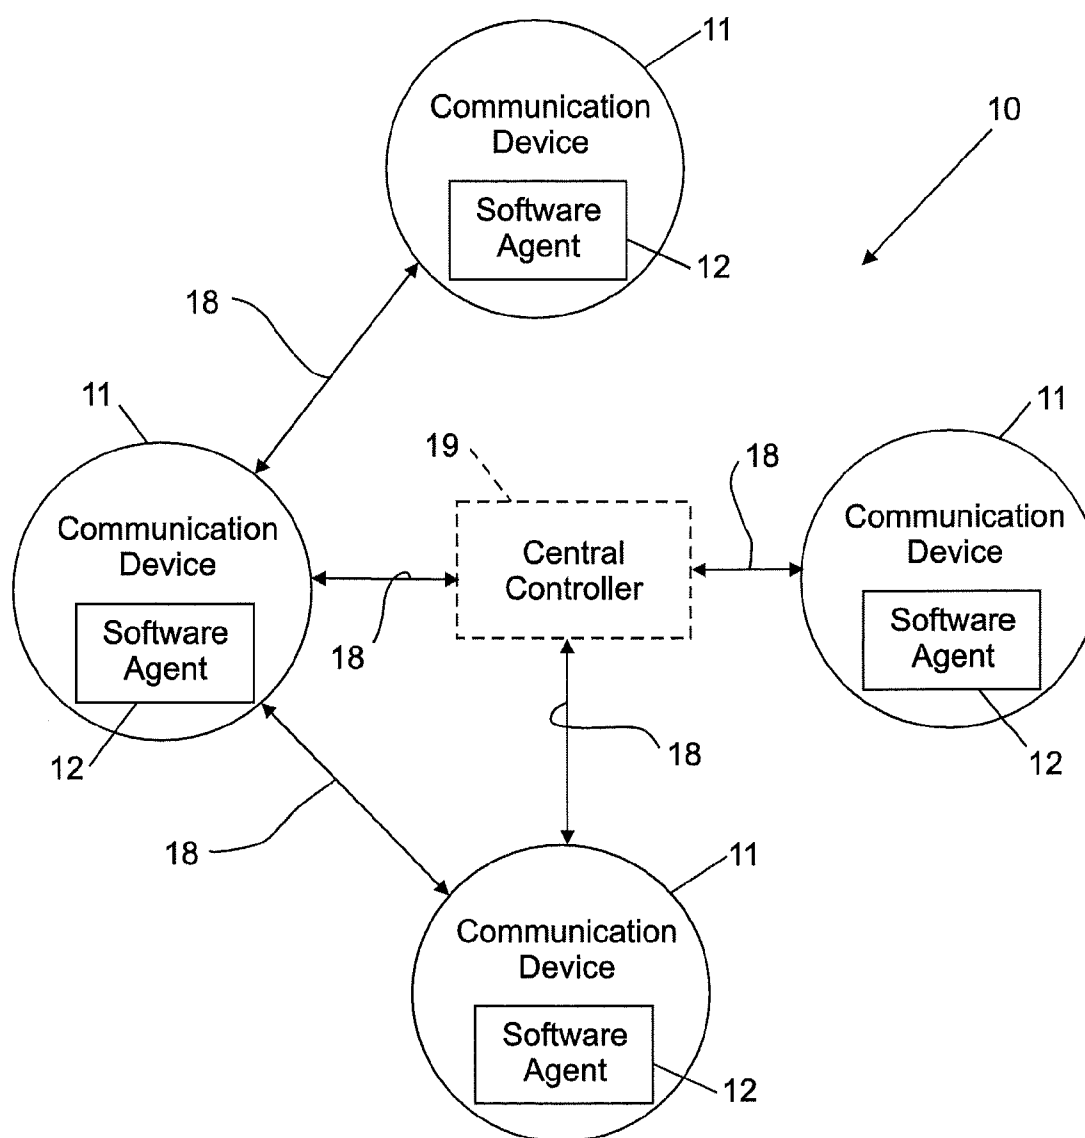 11
Communication
Device
10
Software
Agent
12
18
11
11
19
18
Communication
Device
Central
Controller
Communication
Device
Software
Agent
18
Software
Agent
12
18
12
18
11
Communication
Device
Software
Agent
12